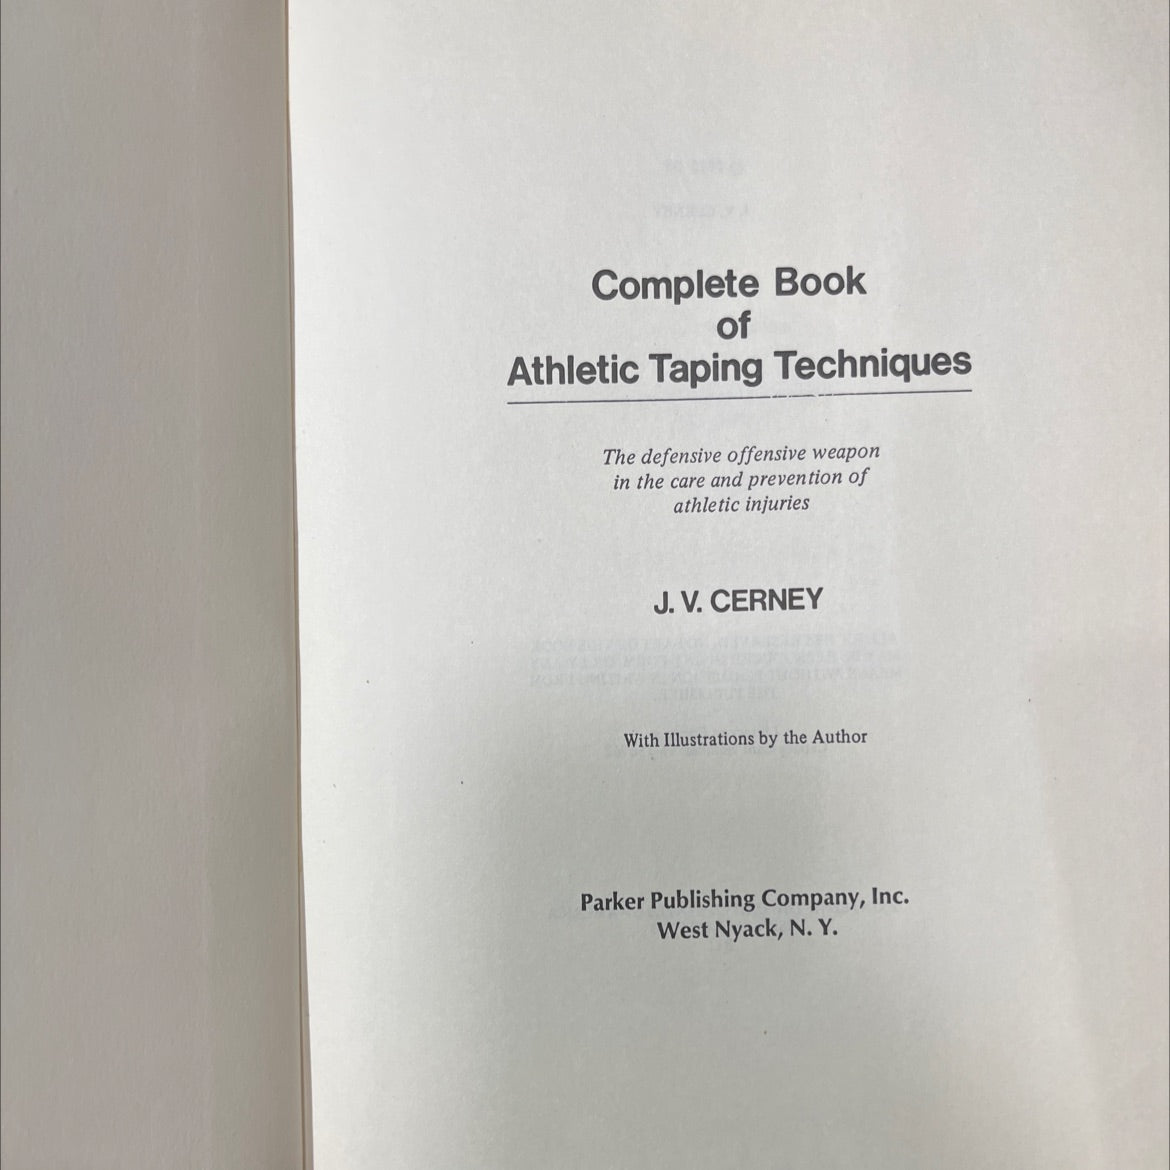 Complete Book
of
Athletic Taping Techniques
The defensive offensive weapon
in the care and prevention of
athletic injuries
J. V. CERNEY
With Illustrations by the Author
Parker Publishing Company, Inc.
West Nyack, N. Y.